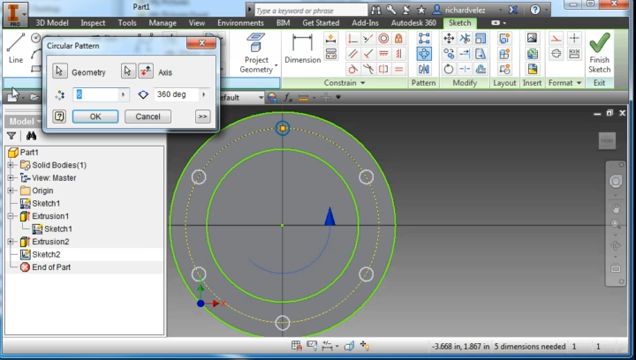 Part1
Type a keyword or phrase
richardvelez
3D Model Inspect Tools Manage View Environments BIM Get Started Add-Ins Autodesk 360 Sketch
Circular Pattern
Geometry
Axis
6
360 deg
OK
Cancel
>>
Line
Project
Geometry
Dimension
Finish
Sketch
Constrain
Pattern
Modify
Layout
Insert
Format
Exit
Model
Part1
Solid Bodies(1)
View: Master
Origin
Sketch1
Extrusion1
Sketch1
Extrusion2
Sketch2
End of Part
-3.668 in, 1.867 in 5 dimensions needed 1 1